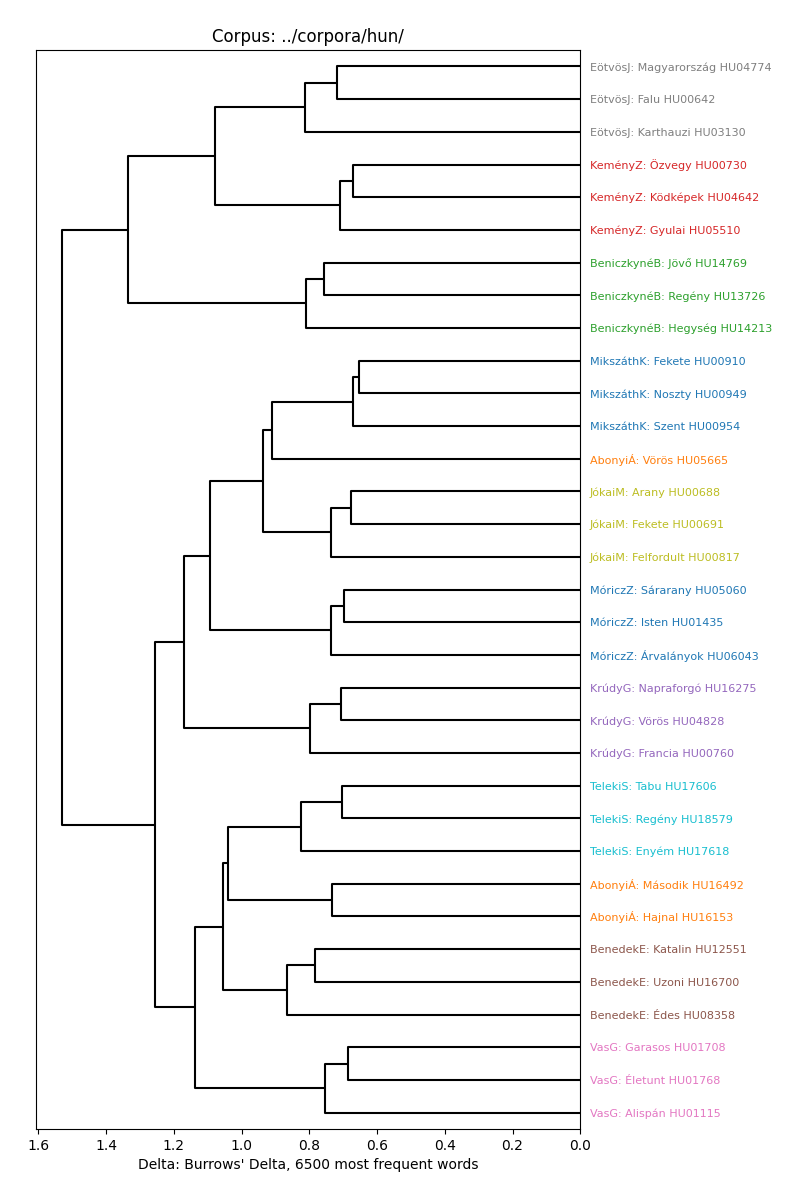 Corpus: ../corpora/hun/
EötvösJ: Magyarország HU04774
EötvösJ: Falu HU00642
EötvösJ: Karthauzi HU03130
KeményZ: Özvegy HU00730
KeményZ: Ködképek HU04642
KeményZ: Gyulai HU05510
BeniczkynéB: Jövő HU14769
BeniczkynéB: Regény HU13726
BeniczkynéB: Hegység HU14213
MikszáthK: Fekete HU00910
MikszáthK: Noszty HU00949
MikszáthK: Szent HU00954
AbonyiÁ: Vörös HU05665
JókaiM: Arany HU00688
JókaiM: Fekete HU00691
JókaiM: Felfordult HU00817
MóriczZ: Sárarany HU05060
MóriczZ: Isten HU01435
MóriczZ: Árvalányok HU06043
KrúdyG: Napraforgó HU16275
KrúdyG: Vörös HU04828
KrúdyG: Francia HU00760
TelekiS: Tabu HU17606
TelekiS: Regény HU18579
TelekiS: Enyém HU17618
AbonyiÁ: Második HU16492
AbonyiÁ: Hajnal HU16153
BenedekE: Katalin HU12551
BenedekE: Uzoni HU16700
BenedekE: Édes HU08358
VasG: Garasos HU01708
VasG: Életunt HU01768
VasG: Alispán HU01115
1.6 1.4 1.2 1.0 0.8 0.6 0.4 0.2 0.0
Delta: Burrows' Delta, 6500 most frequent words